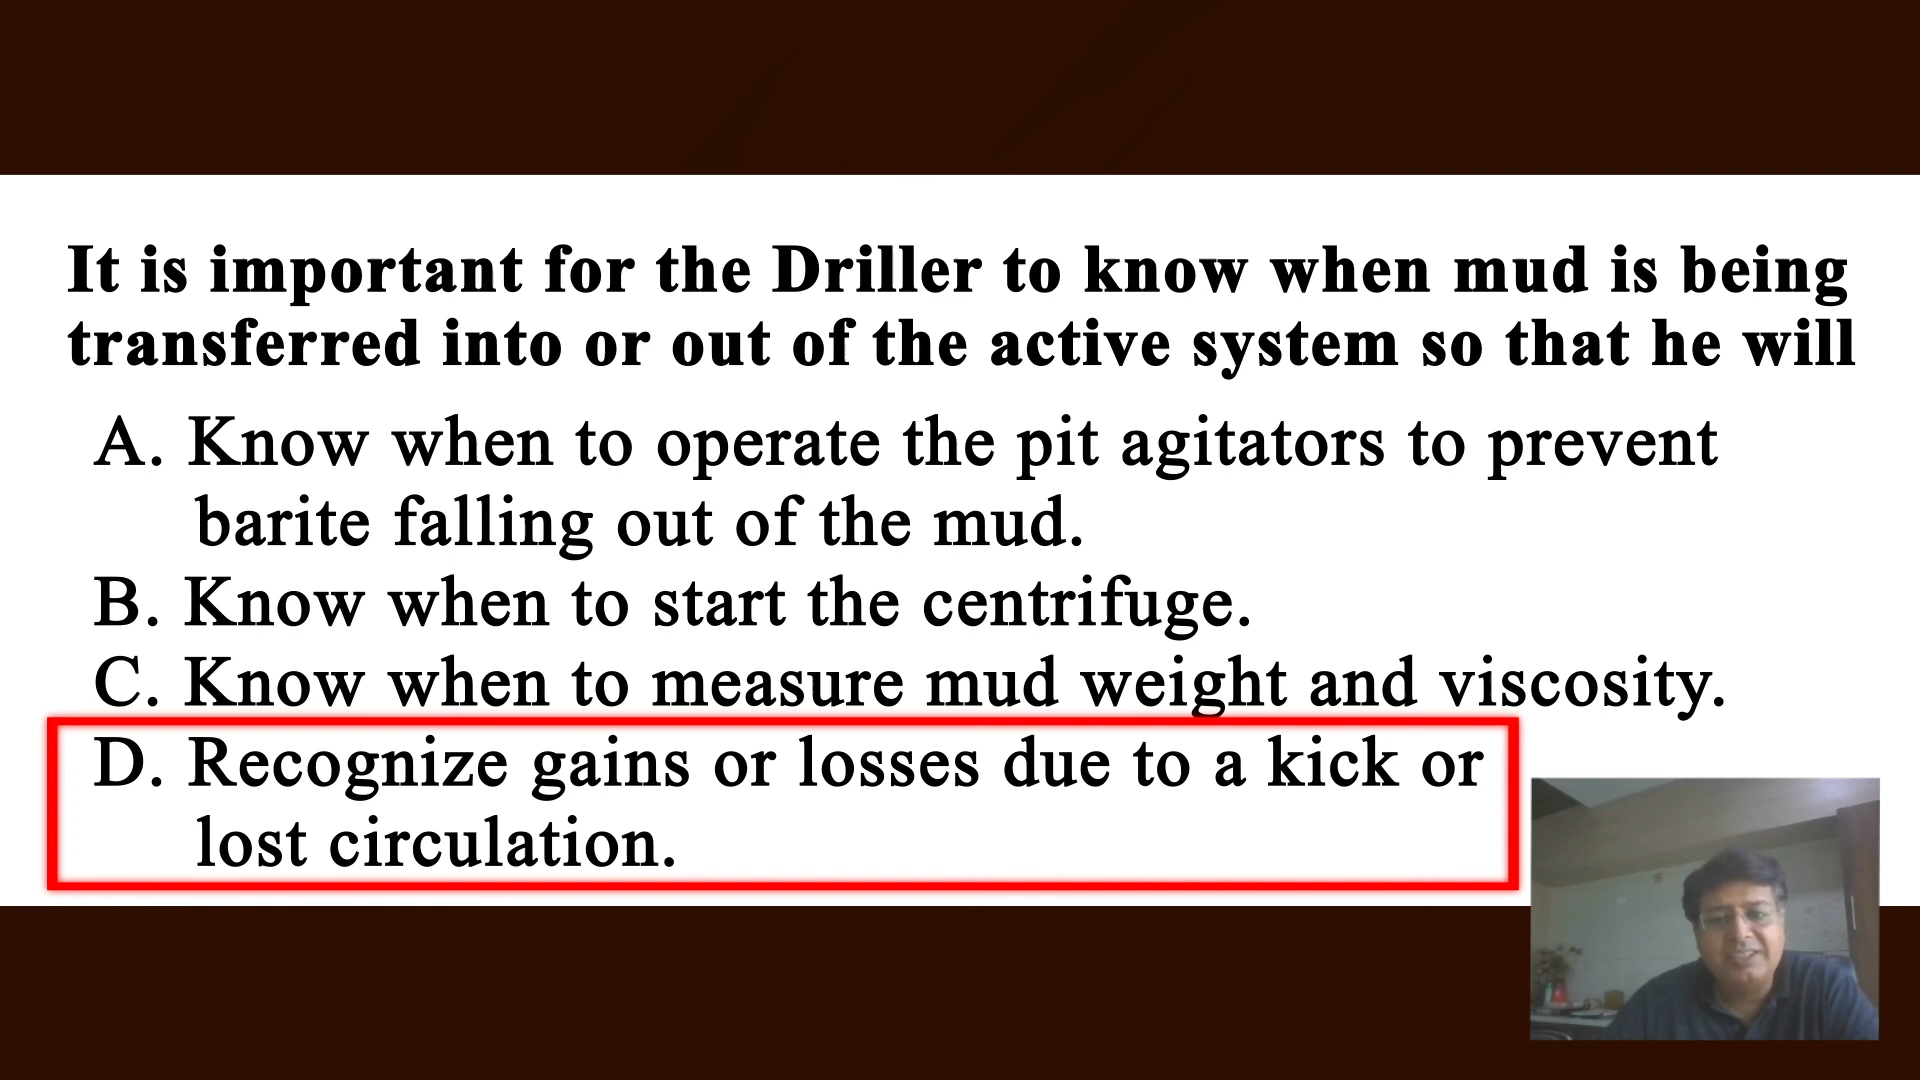 It is important for the Driller to know when mud is being
transferred into or out of the active system so that he will
A. Know when to operate the pit agitators to prevent
barite falling out of the mud.
B. Know when to start the centrifuge.
C. Know when to measure mud weight and viscosity.
D. Recognize gains or losses due to a kick or
lost circulation.